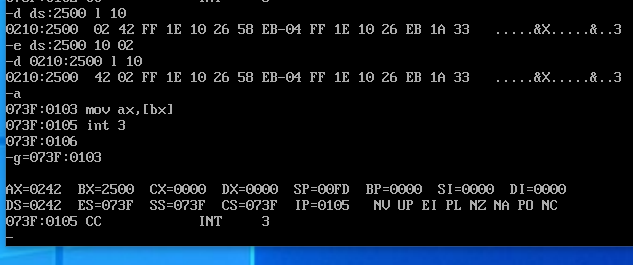 -d ds:2500 l 10
0210:2500  02 42 FF 1E 10 26 58 EB-04 FF 1E 10 26 EB 1A 33   .....&X.....&..3
-e ds:2500 10 02
-d 0210:2500 l 10
0210:2500  42 02 FF 1E 10 26 58 EB-04 FF 1E 10 26 EB 1A 33   .....&X.....&..3
-a
073F:0103 mov ax,[bx]
073F:0105 int 3
073F:0106
-g=073F:0103
AX=0242  BX=2500  CX=0000  DX=0000  SP=00FD  BP=0000  SI=0000  DI=0000
DS=0242  ES=073F  SS=073F  CS=073F  IP=0105   NV UP EI PL NZ NA PO NC
073F:0105 CC            INT     3
-